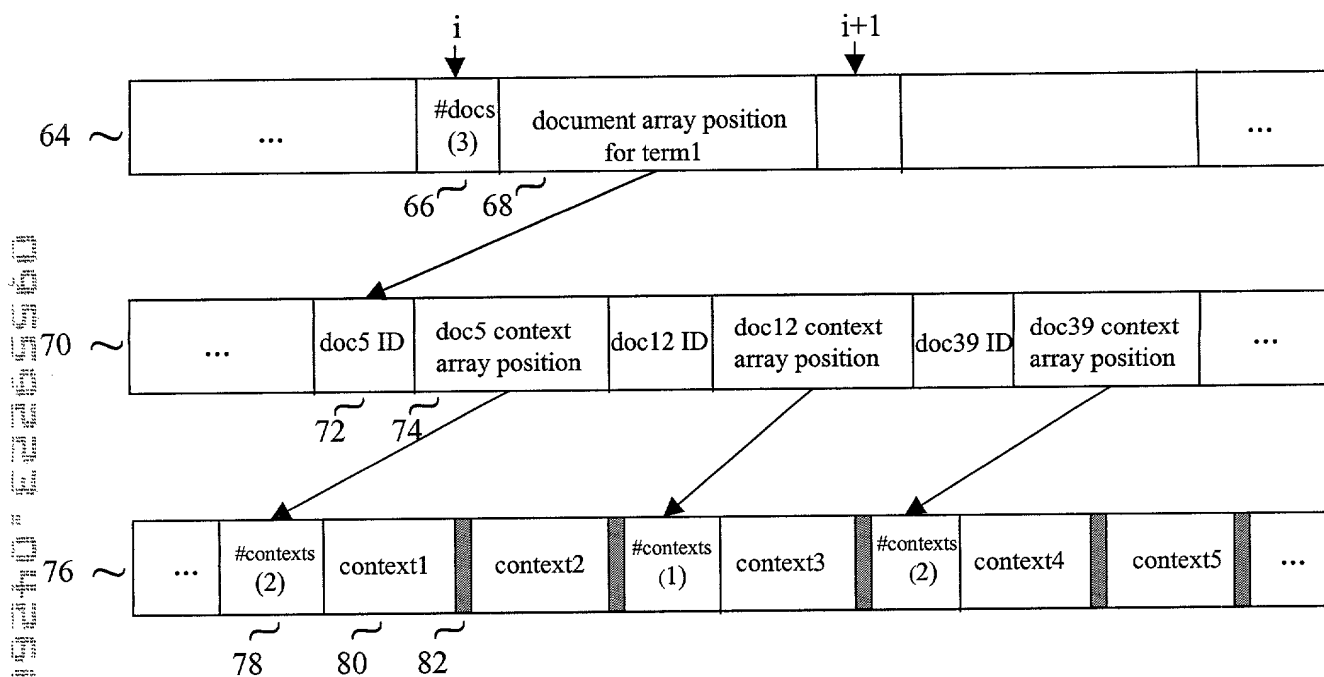 i
i+1
64
...
#docs
(3)
document array position
for term1
...
66
68
70
...
doc5 ID
doc5 context
array position
doc12 ID
doc12 context
array position
doc39 ID
doc39 context
array position
...
72
74
76
...
#contexts
(2)
context1
context2
#contexts
(1)
context3
#contexts
(2)
context4
context5
...
78
80
82